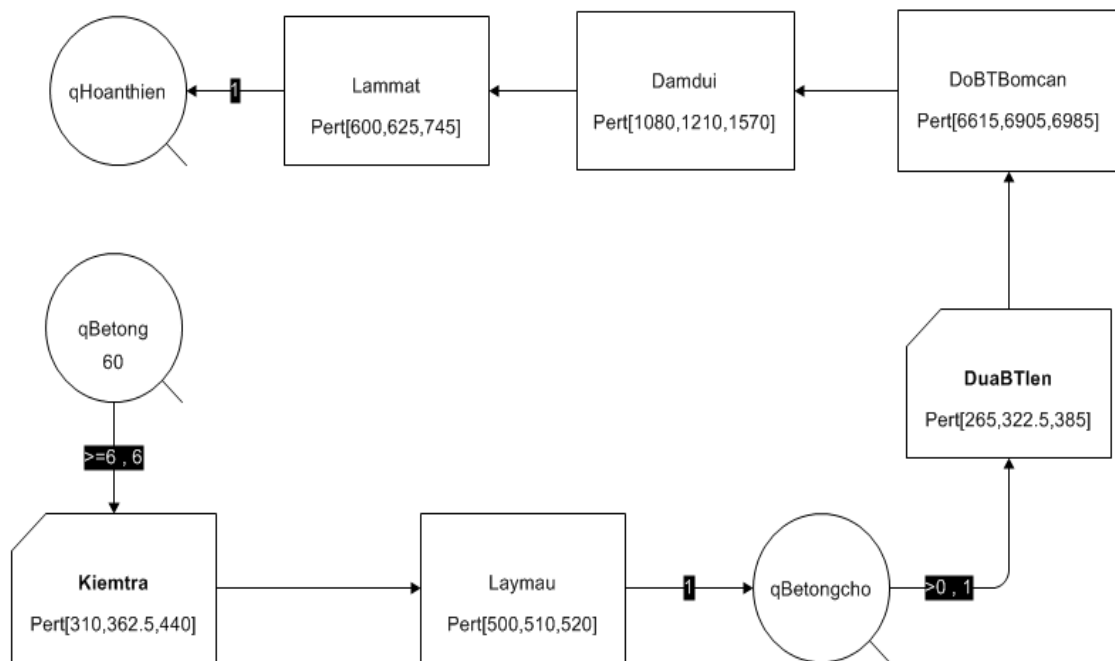 qHoanthien
1
Lammat
Pert[600,625,745]
Damdui
Pert[1080,1210,1570]
DoBTBomcan
Pert[6615,6905,6985]
qBetong
60
>=6 , 6
DuaBTlen
Pert[265,322.5,385]
Kiemtra
Pert[310,362.5,440]
Laymau
Pert[500,510,520]
1
qBetongcho
>0 , 1